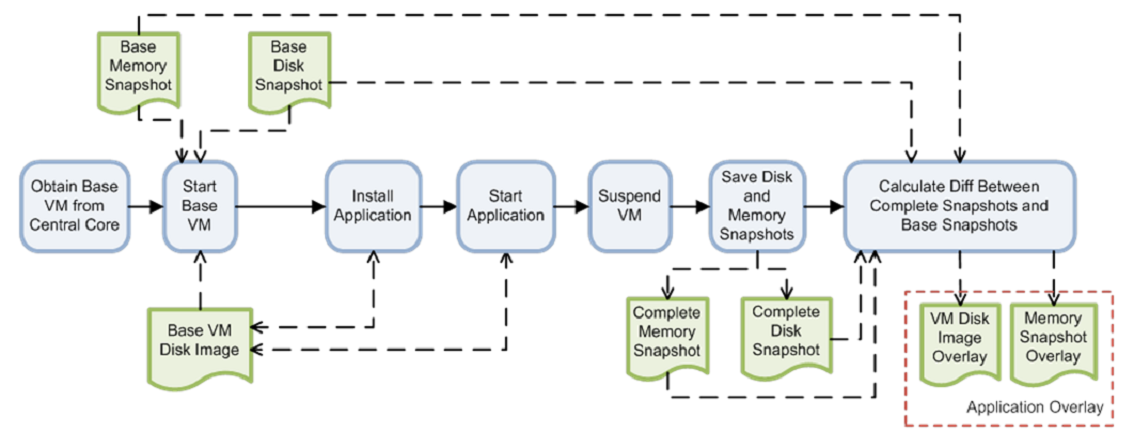 Base
Memory
Snapshot
Base
Disk
Snapshot
Obtain Base
VM from
Central Core
Start
Base
VM
Install
Application
Start
Application
Suspend
VM
Save Disk
and
Memory
Snapshots
Calculate Diff Between
Complete Snapshots and
Base Snapshots
Base VM
Disk Image
Complete
Memory
Snapshot
Complete
Disk
Snapshot
VM Disk
Image
Overlay
Memory
Snapshot
Overlay
Application Overlay